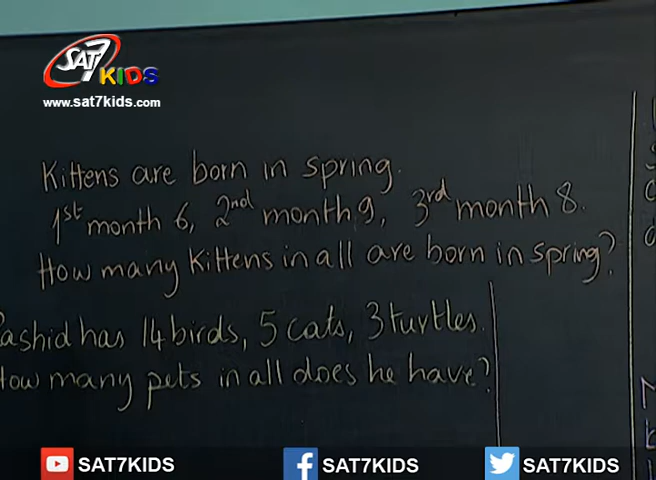 SAT7 KIDS
www.sat7kids.com
Kittens are born in spring.
1st month 6, 2nd month 9, 3rd month 8.
How many kittens in all are born in spring?
Rashid has 14 birds, 5 cats, 3 turtles.
How many pets in all does he have?
SAT7KIDS SAT7KIDS SAT7KIDS